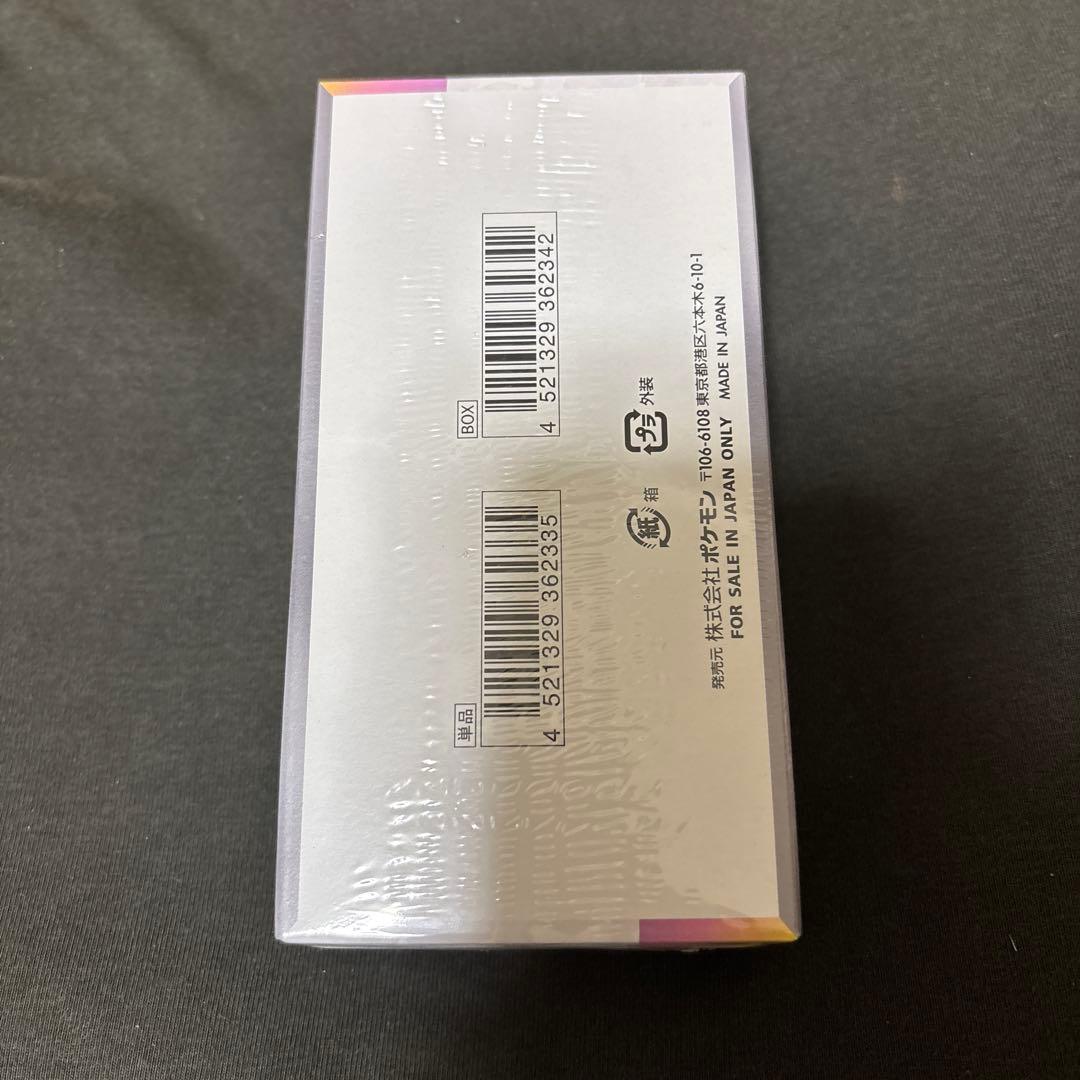 単品
4 521329 362335
BOX
4 521329 362342
紙 箱
プラ 外装
発売元 株式会社ポケモン 〒106-6108 東京都港区六本木6-10-1
FOR SALE IN JAPAN ONLY MADE IN JAPAN